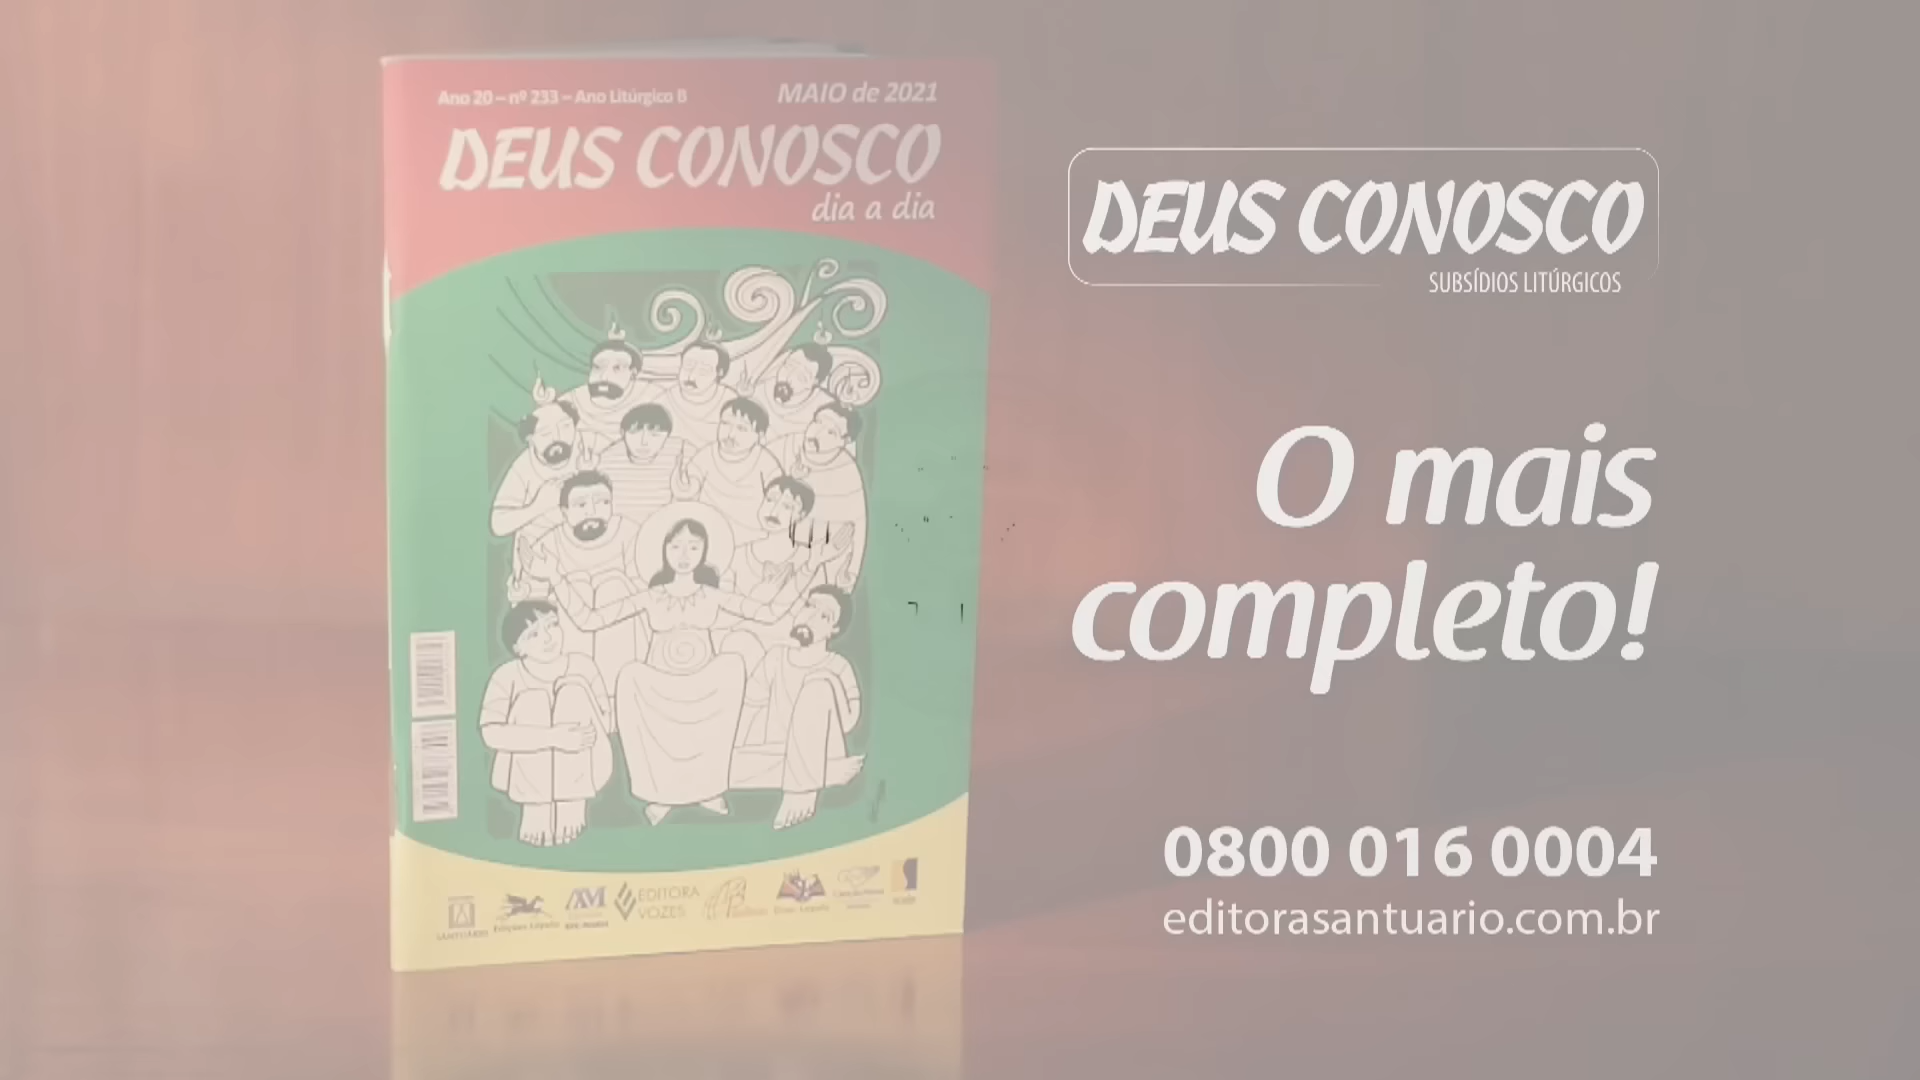 Ano 20 – nº 233 – Ano Litúrgico B
MAIO de 2021
DEUS CONOSCO
dia a dia
EDITORA
VOZES
DEUS CONOSCO
SUBSÍDIOS LITÚRGICOS
O mais
completo!
0800 016 0004
editorasantuario.com.br